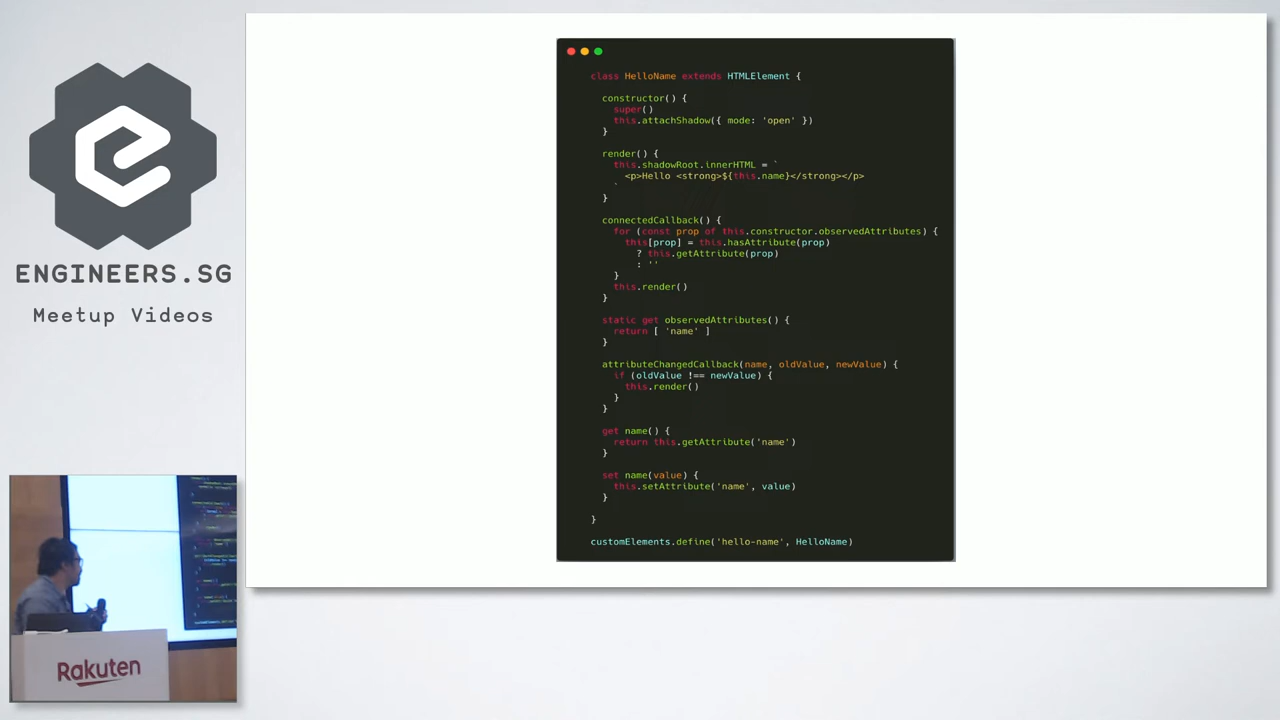 ENGINEERS.SG
Meetup Videos
class HelloName extends HTMLElement {
constructor() {
super()
this.attachShadow({ mode: 'open' })
}
render() {
this.shadowRoot.innerHTML = `
<p>Hello <strong>${this.name}</strong></p>
`
}
connectedCallback() {
for (const prop of this.constructor.observedAttributes) {
this[prop] = this.hasAttribute(prop)
? this.getAttribute(prop)
: ''
}
this.render()
}
static get observedAttributes() {
return [ 'name' ]
}
attributeChangedCallback(name, oldValue, newValue) {
if (oldValue !== newValue) {
this.render()
}
}
get name() {
return this.getAttribute('name')
}
set name(value) {
this.setAttribute('name', value)
}
}
customElements.define('hello-name', HelloName)
Rakuten